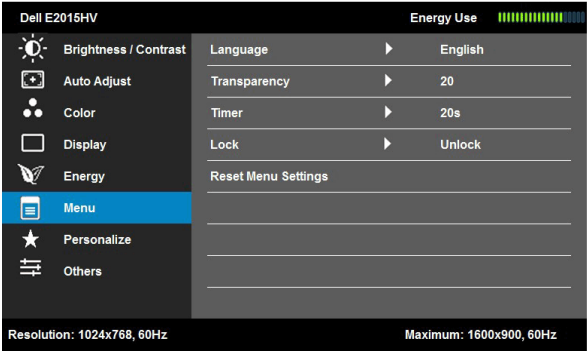 Dell E2015HV Energy Use
Brightness / Contrast Language English
Auto Adjust Transparency 20
Color Timer 20s
Display Lock Unlock
Energy Reset Menu Settings
Menu
Personalize
Others
Resolution: 1024x768, 60Hz Maximum: 1600x900, 60Hz